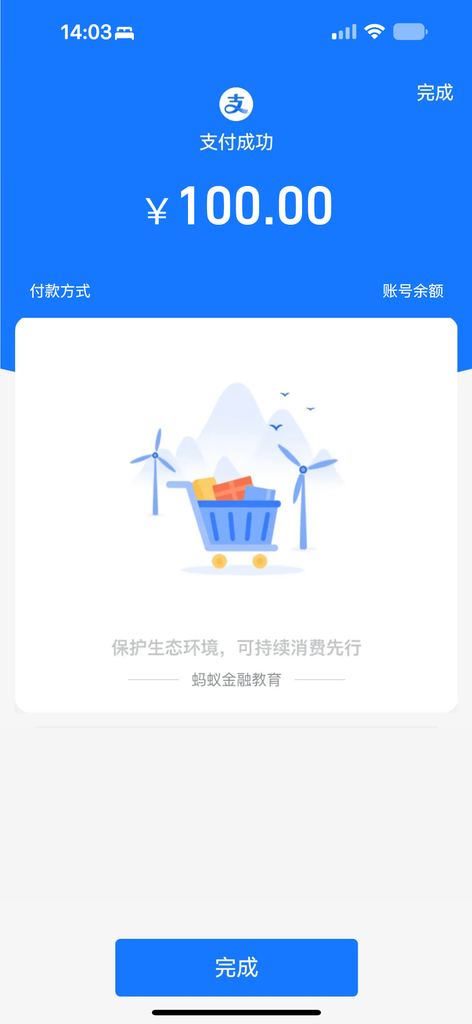 14:03
完成
支
支付成功
¥100.00
付款方式 账号余额
保护生态环境，可持续消费先行
蚂蚁金融教育
完成